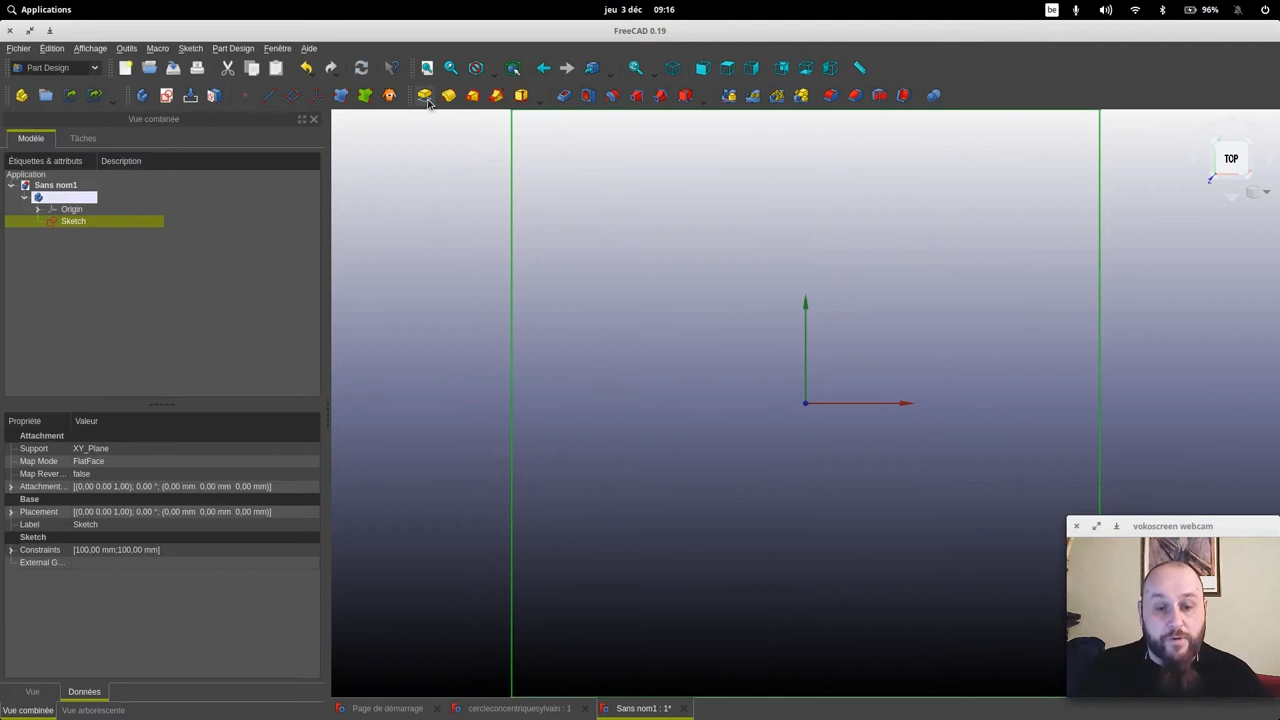 Applications
jeu 3 déc 09:16
be
96%
FreeCAD 0.19
Fichier Édition Affichage Outils Macro Sketch Part Design Fenêtre Aide
Part Design
Vue combinée
Modèle Tâches
Étiquettes & attributs Description
Application
Sans nom1
Origin
Sketch
TOP
Propriété Valeur
Attachment
Support XY_Plane
Map Mode FlatFace
Map Rever... false
Attachment... [(0,00 0,00 1,00); 0,00 °; (0,00 mm 0,00 mm 0,00 mm)]
Base
Placement [(0,00 0,00 1,00); 0,00 °; (0,00 mm 0,00 mm 0,00 mm)]
Label Sketch
Sketch
Constraints [100,00 mm;100,00 mm]
External G...
vokoscreen webcam
Vue Données
Vue combinée Vue arborescente
Page de démarrage cercleconcentriquesylvain : 1 Sans nom1 : 1*